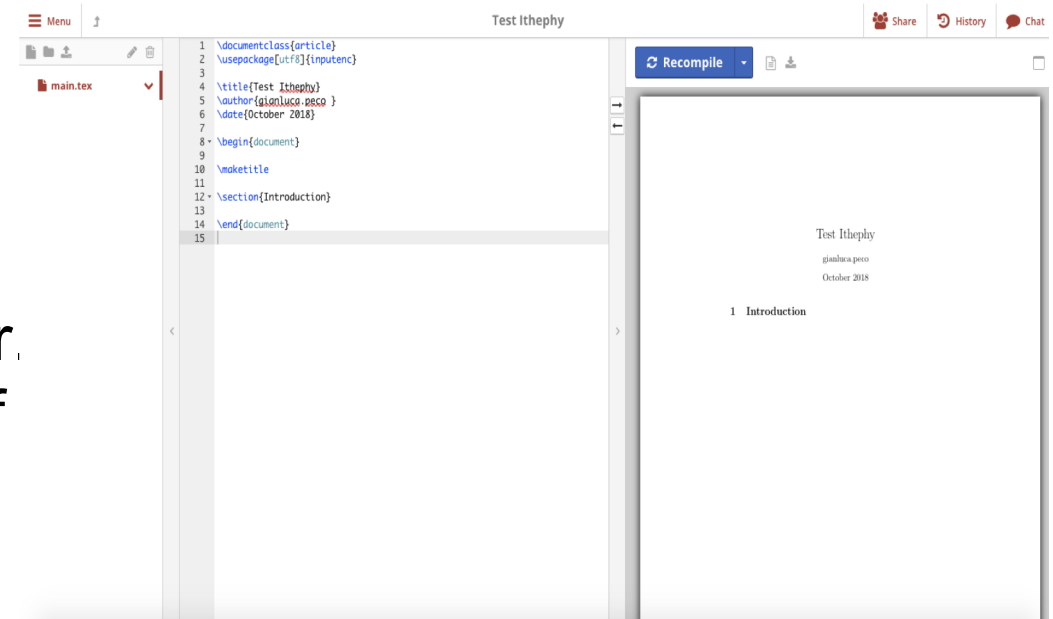 Menu
Test Ithephy
Share
History
Chat
main.tex
1 \documentclass{article}
2 \usepackage[utf8]{inputenc}
3
4 \title{Test Ithephy}
5 \author{gianluca.peco }
6 \date{October 2018}
7
8 \begin{document}
9
10 \maketitle
11
12 \section{Introduction}
13
14 \end{document}
15
r.
f
Recompile
Test Ithephy
gianluca.peco
October 2018
1 Introduction